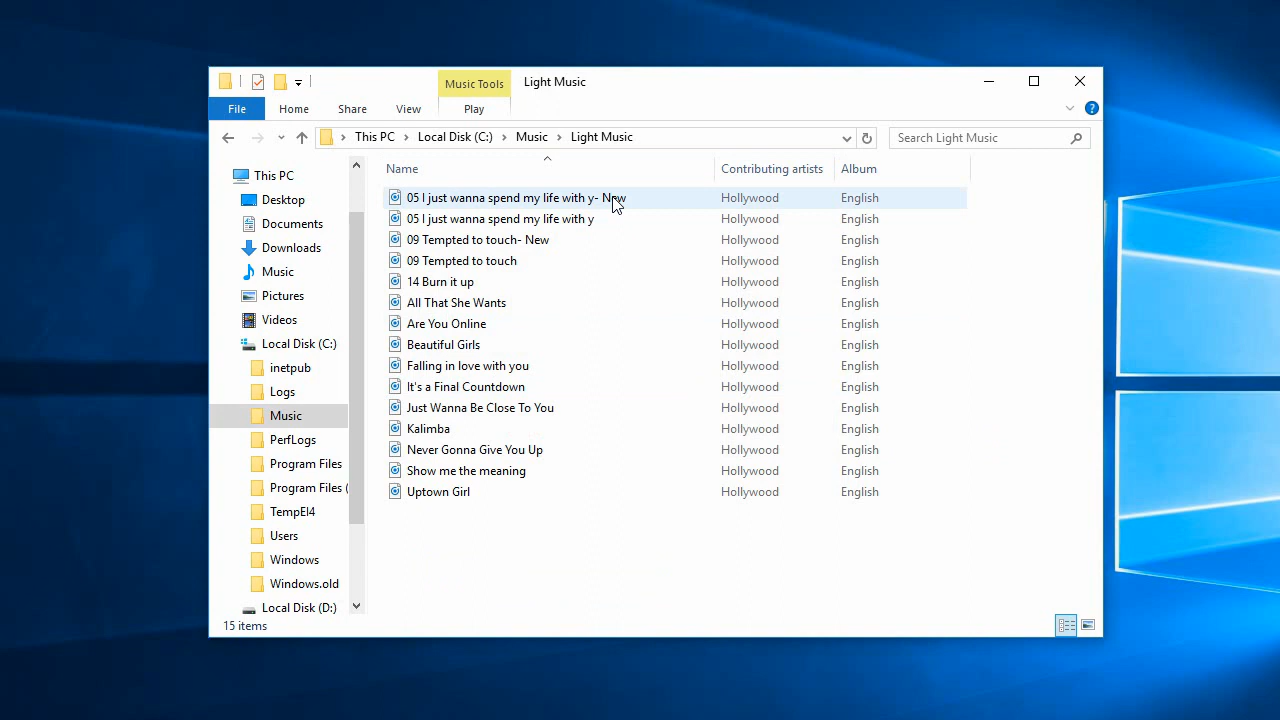 Music Tools Light Music
File Home Share View Play
This PC Local Disk (C:) Music Light Music Search Light Music
Name Contributing artists Album
This PC
Desktop
Documents
Downloads
Music
Pictures
Videos
Local Disk (C:)
inetpub
Logs
Music
PerfLogs
Program Files
Program Files (
TempEI4
Users
Windows
Windows.old
Local Disk (D:)
05 I just wanna spend my life with y- New Hollywood English
05 I just wanna spend my life with y Hollywood English
09 Tempted to touch- New Hollywood English
09 Tempted to touch Hollywood English
14 Burn it up Hollywood English
All That She Wants Hollywood English
Are You Online Hollywood English
Beautiful Girls Hollywood English
Falling in love with you Hollywood English
It's a Final Countdown Hollywood English
Just Wanna Be Close To You Hollywood English
Kalimba Hollywood English
Never Gonna Give You Up Hollywood English
Show me the meaning Hollywood English
Uptown Girl Hollywood English
15 items